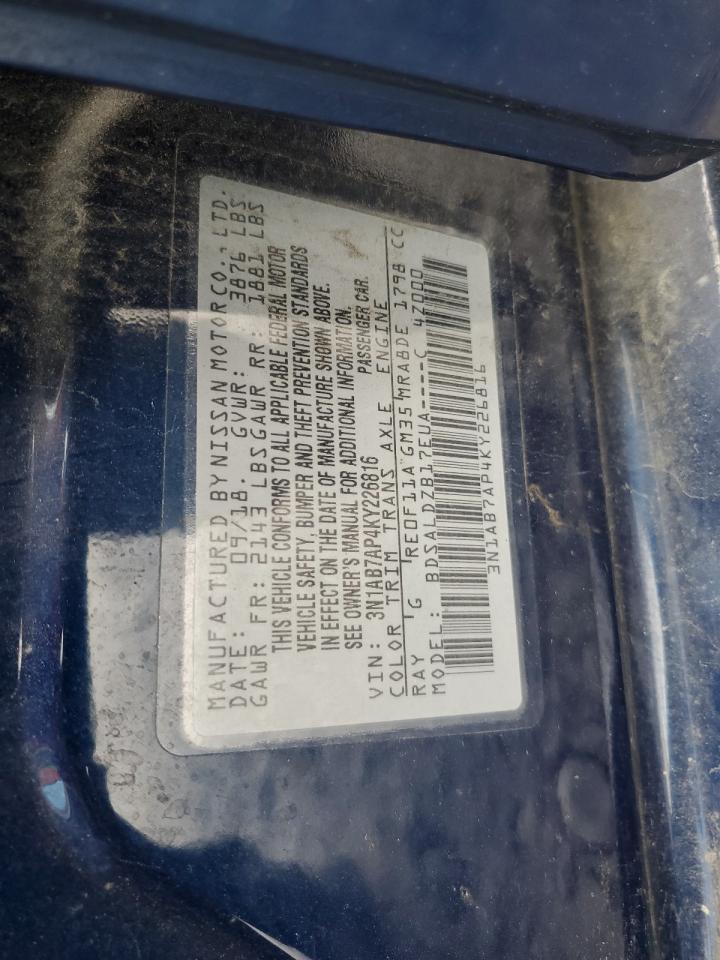 MANUFACTURED BY NISSAN MOTOR CO., LTD.
DATE: 09/18. GVWR: 3876 LBS
GAWR FR: 2143 LBS GAWR RR: 1881 LBS
THIS VEHICLE CONFORMS TO ALL APPLICABLE FEDERAL MOTOR
VEHICLE SAFETY, BUMPER AND THEFT PREVENTION STANDARDS
IN EFFECT ON THE DATE OF MANUFACTURE SHOWN ABOVE.
SEE OWNER'S MANUAL FOR ADDITIONAL INFORMATION.
VIN: 3N1AB7AP4KY226816 PASSENGER CAR.
COLOR TRIM TRANS AXLE ENGINE
RAY 'G 'RE0F11A"GM35 MRA8DE 1798 CC
MODEL: BDSALDZB17EUA-----C 4Z000
3N1AB7AP4KY226816